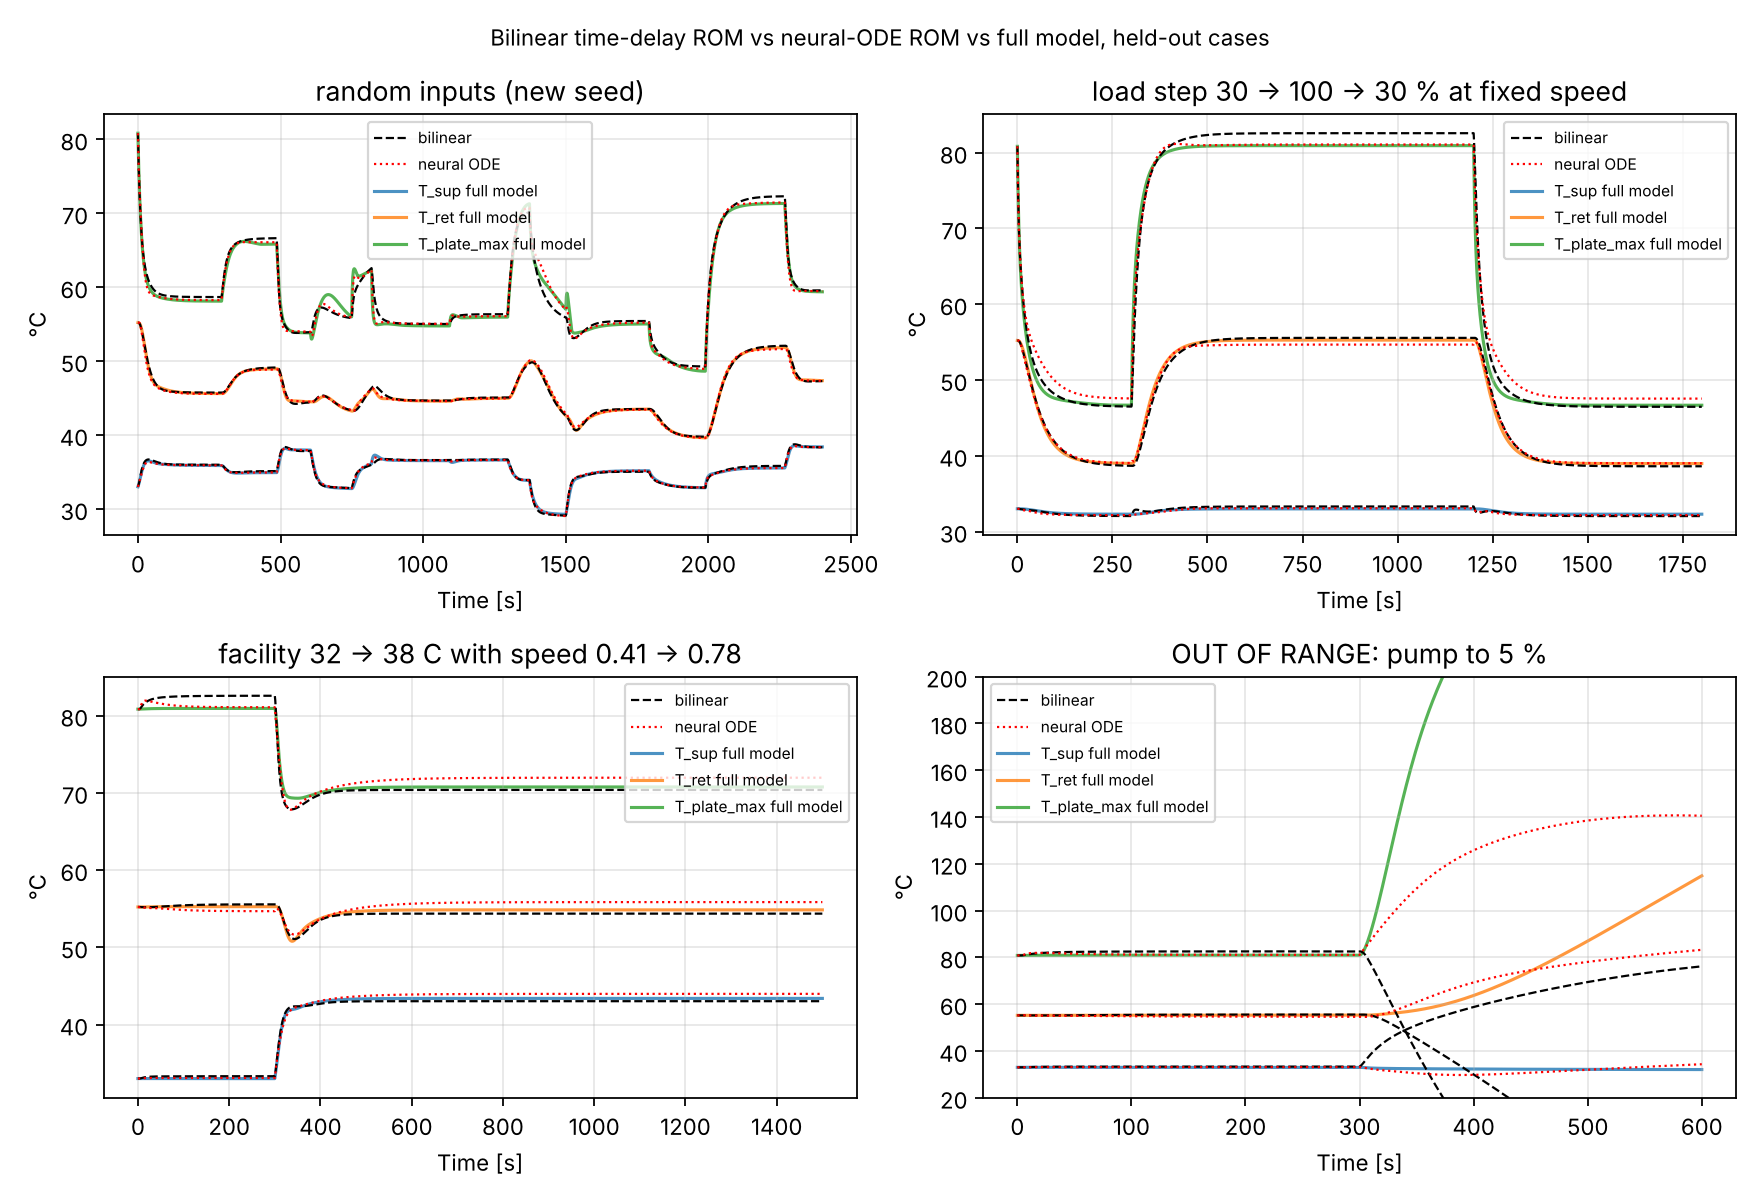 Bilinear time-delay ROM vs neural-ODE ROM vs full model, held-out cases
random inputs (new seed)
80
70
60
50
40
30
°C
0
500
1000
1500
2000
2500
Time [s]
bilinear
neural ODE
T_sup full model
T_ret full model
T_plate_max full model
load step 30 → 100 → 30 % at fixed speed
80
70
60
50
40
30
°C
0
250
500
750
1000
1250
1500
1750
Time [s]
bilinear
neural ODE
T_sup full model
T_ret full model
T_plate_max full model
facility 32 → 38 C with speed 0.41 → 0.78
80
70
60
50
40
°C
0
200
400
600
800
1000
1200
1400
Time [s]
bilinear
neural ODE
T_sup full model
T_ret full model
T_plate_max full model
OUT OF RANGE: pump to 5 %
200
180
160
140
120
100
80
60
40
20
°C
0
100
200
300
400
500
600
Time [s]
bilinear
neural ODE
T_sup full model
T_ret full model
T_plate_max full model